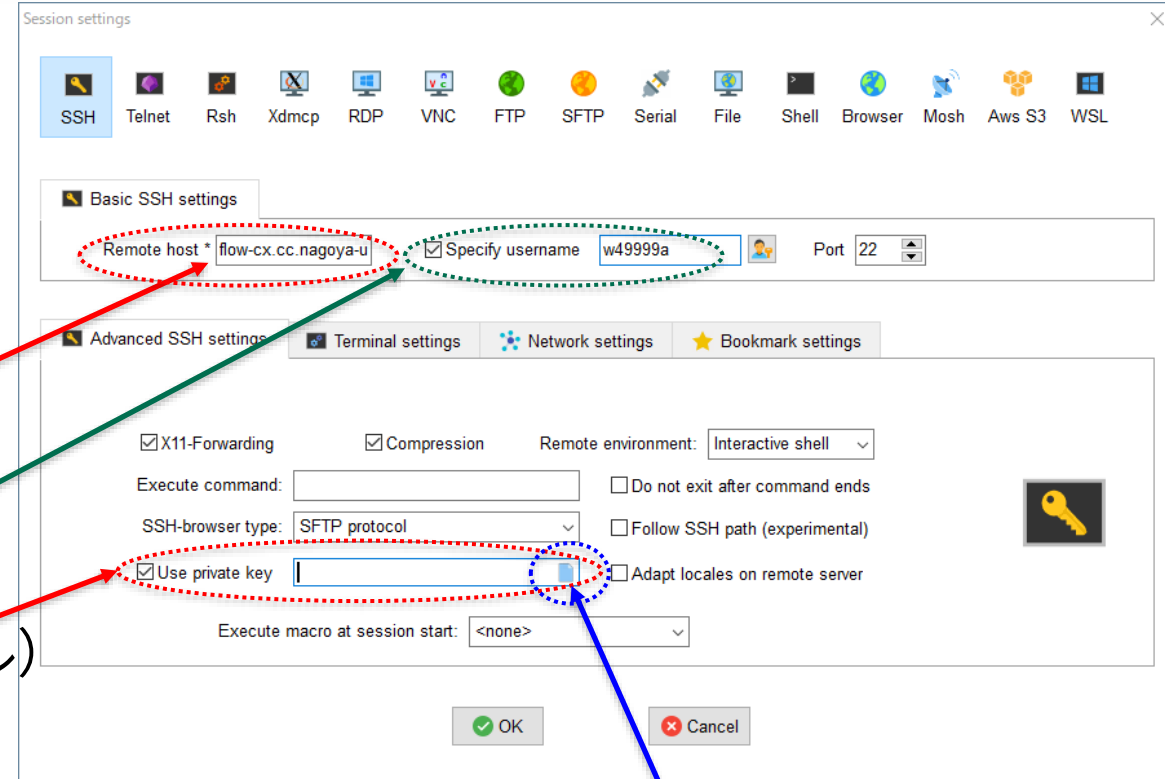 Session settings
SSH Telnet Rsh Xdmcp RDP VNC FTP SFTP Serial File Shell Browser Mosh Aws S3 WSL
Basic SSH settings
Remote host * flow-cx.cc.nagoya-u Specify username w49999a Port 22
Advanced SSH settings Terminal settings Network settings Bookmark settings
X11-Forwarding Compression Remote environment: Interactive shell
Execute command: Do not exit after command ends
SSH-browser type: SFTP protocol Follow SSH path (experimental)
Use private key Adapt locales on remote server
Execute macro at session start: <none>
)
OK Cancel